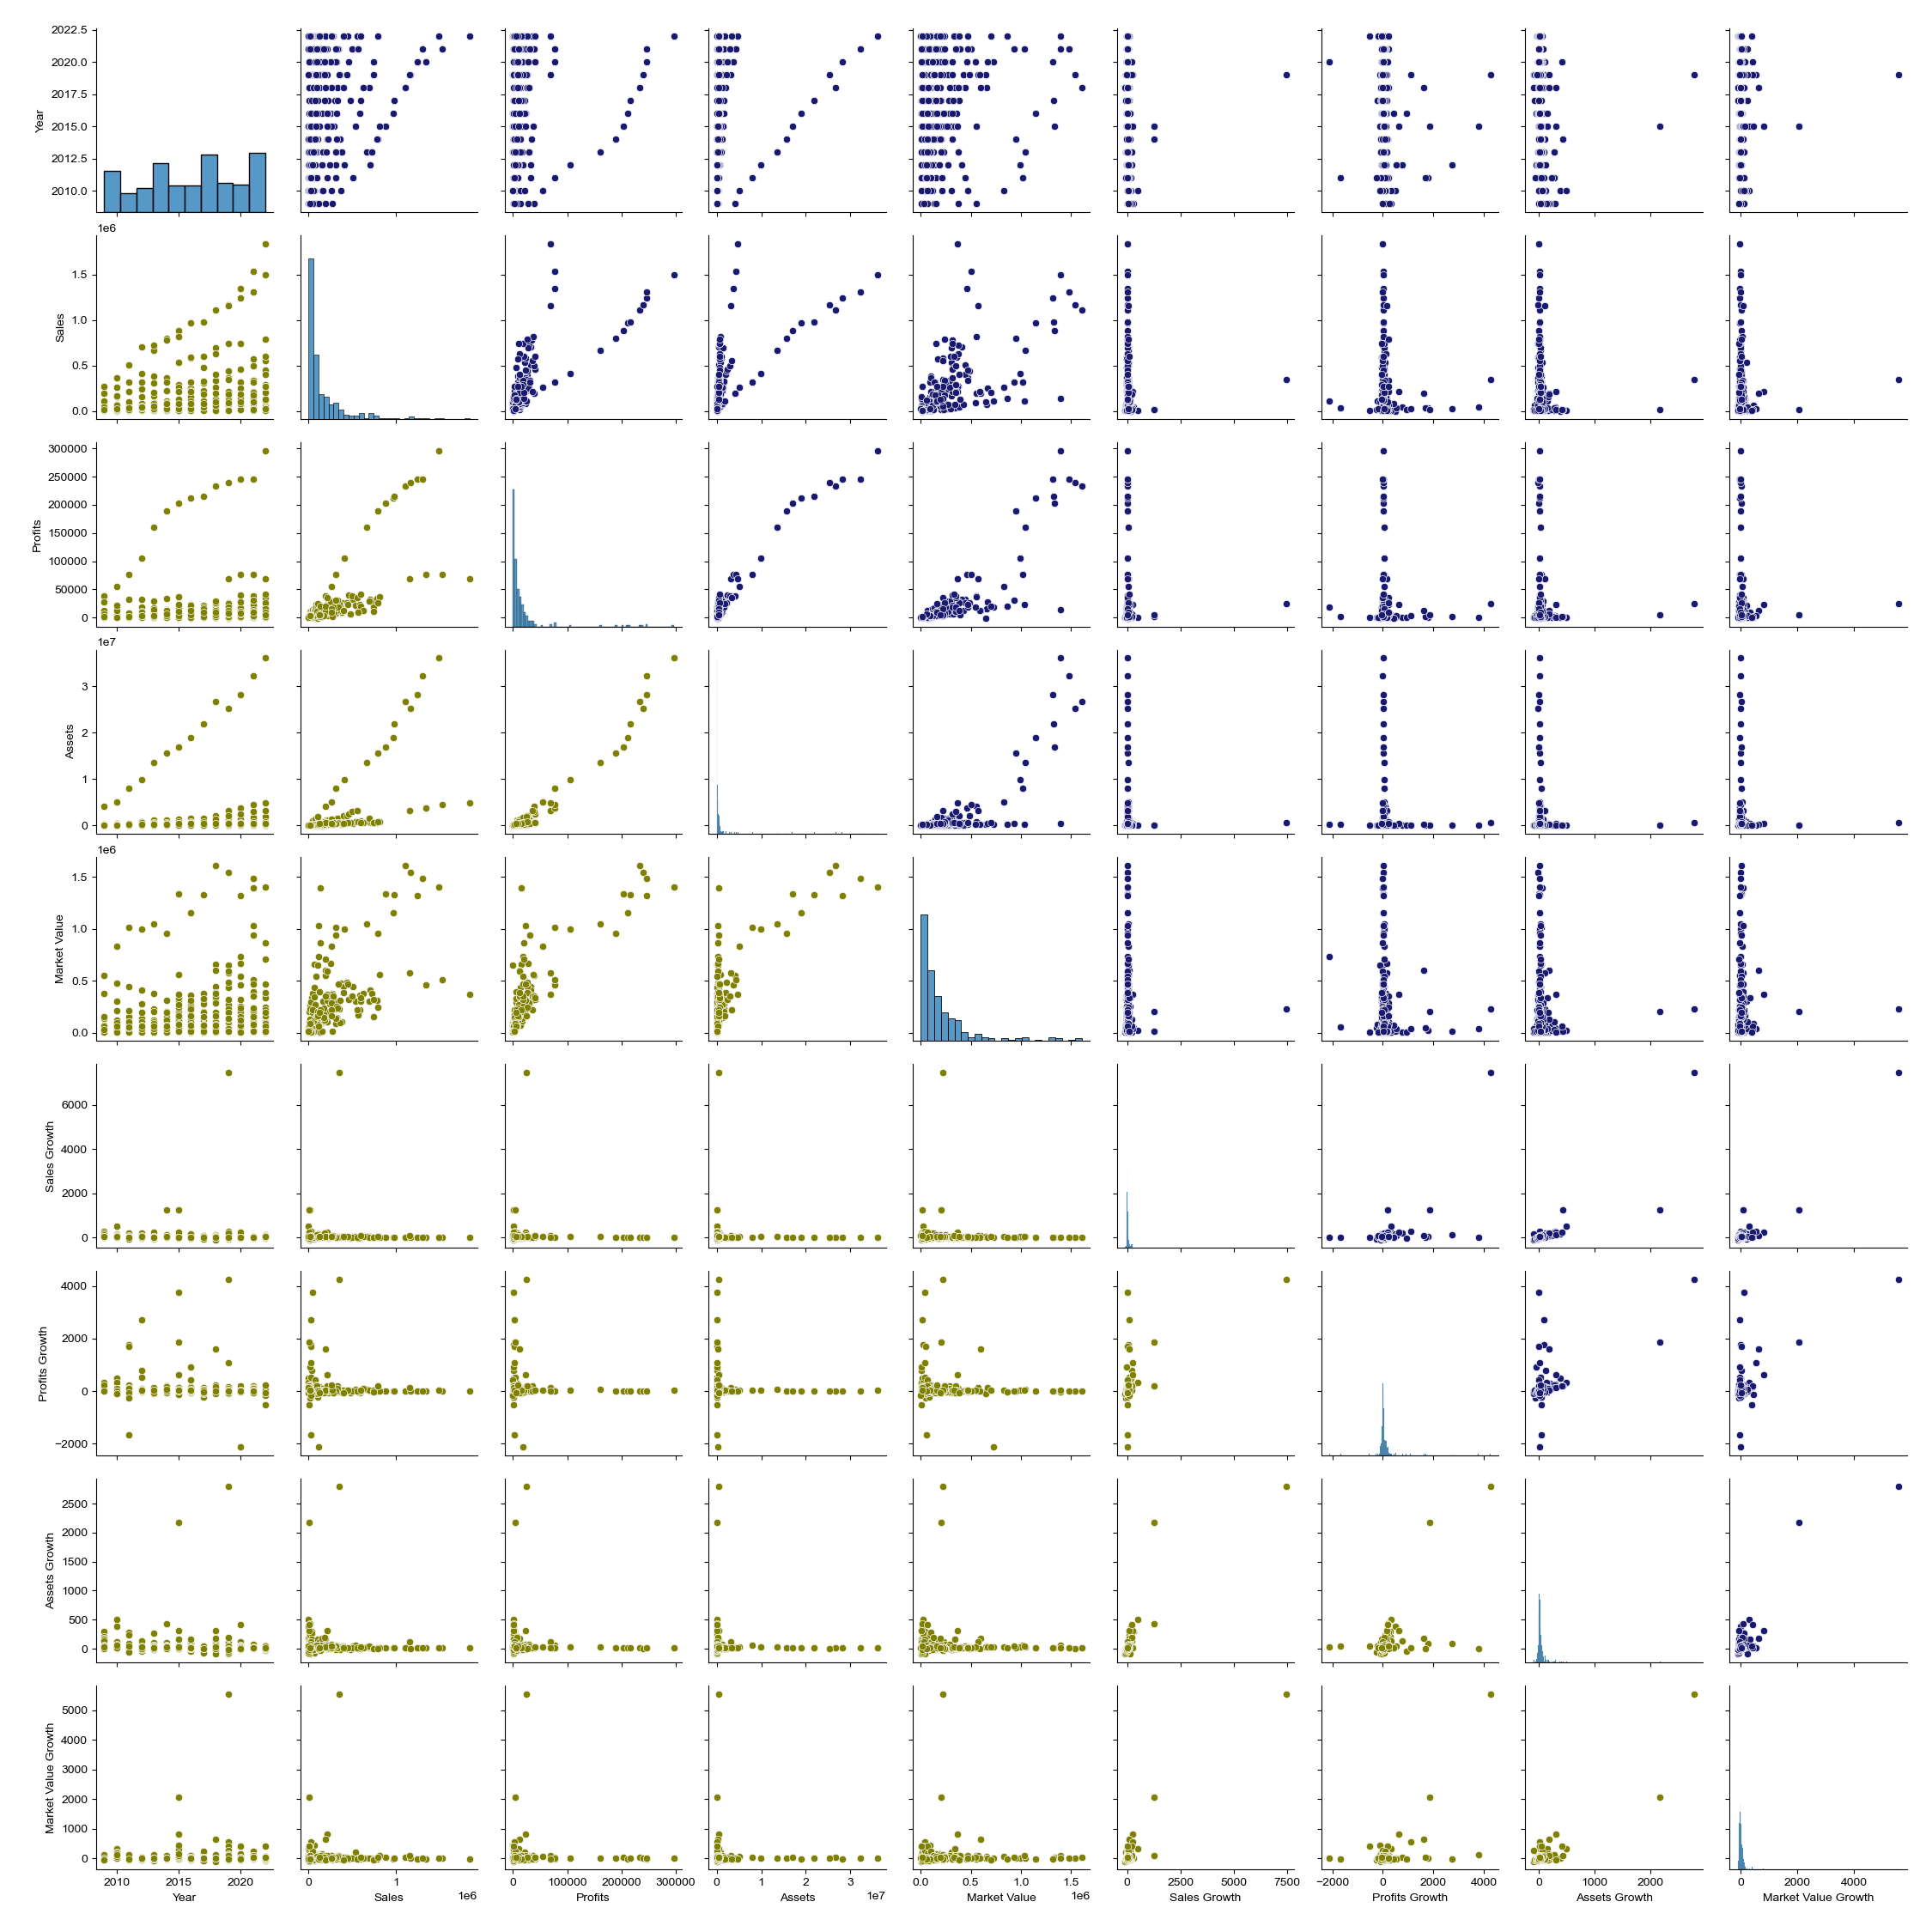 2022.5
2020.0
2017.5
2015.0
2012.5
2010.0
Year
1e6
1.5
1.0
0.5
0.0
Sales
300000
250000
200000
150000
100000
50000
0
Profits
1e7
3
2
1
0
Assets
1e6
1.5
1.0
0.5
0.0
Market Value
6000
4000
2000
0
Sales Growth
4000
2000
0
−2000
Profits Growth
2500
2000
1500
1000
500
0
Assets Growth
5000
4000
3000
2000
1000
0
Market Value Growth
2010 2015 2020
Year
0 1
Sales 1e6
0 100000 200000 300000
Profits
0 1 2 3
Assets 1e7
0.0 0.5 1.0 1.5
Market Value 1e6
0 2500 5000 7500
Sales Growth
−2000 0 2000 4000
Profits Growth
0 2000
Assets Growth
0 2000 4000
Market Value Growth